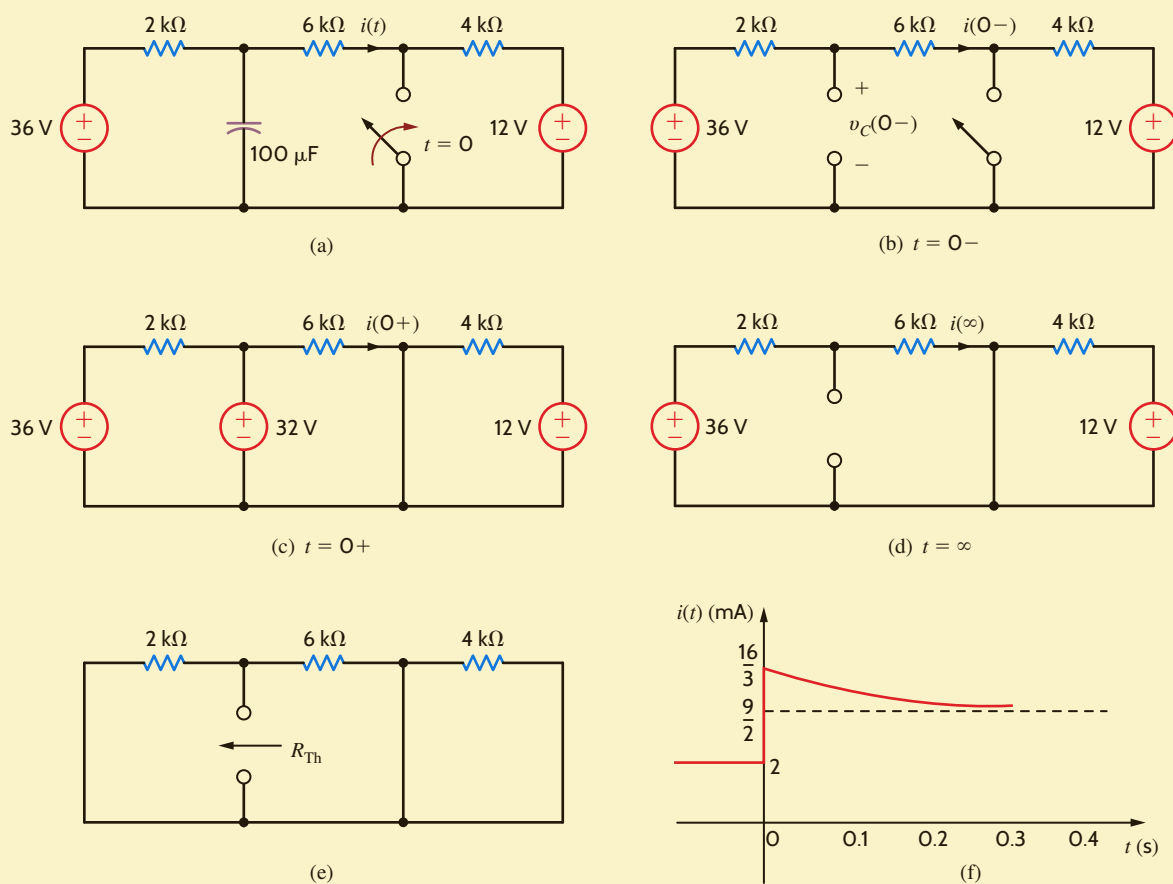 2 kΩ 6 kΩ i(t) 4 kΩ
36 V 100 μF t = 0 12 V
(a)
2 kΩ 6 kΩ i(0−) 4 kΩ
36 V + vC(0−) − 12 V
(b) t = 0−
2 kΩ 6 kΩ i(0+) 4 kΩ
36 V 32 V 12 V
(c) t = 0+
2 kΩ 6 kΩ i(∞) 4 kΩ
36 V 12 V
(d) t = ∞
2 kΩ 6 kΩ 4 kΩ
RTh
(e)
i(t) (mA)
16
3
9
2
2
0 0.1 0.2 0.3 0.4 t (s)
(f)